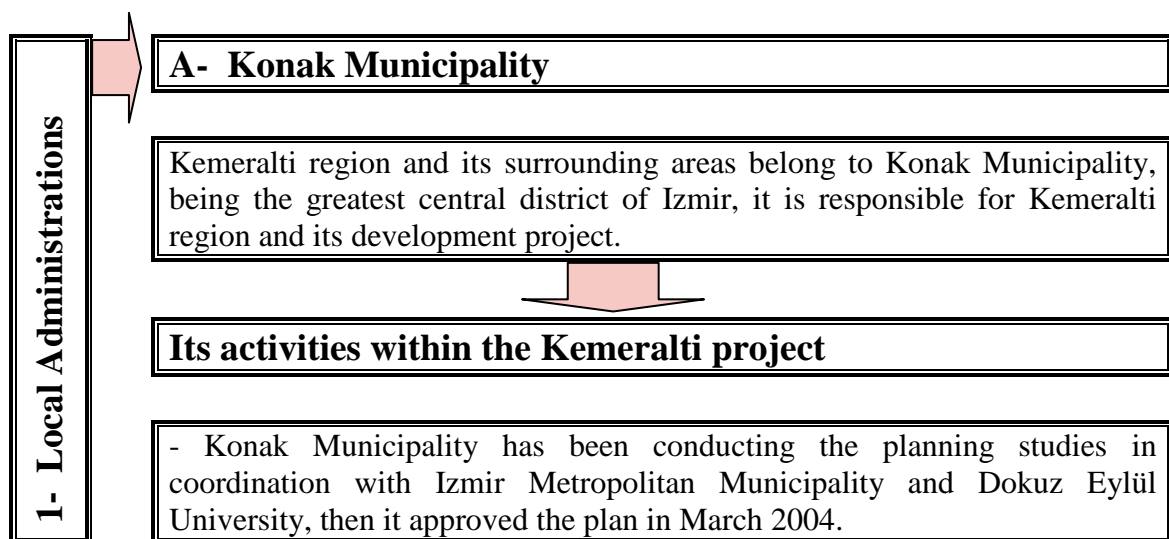 1- Local Administrations
A- Konak Municipality
Kemeralti region and its surrounding areas belong to Konak Municipality,
being the greatest central district of Izmir, it is responsible for Kemeralti
region and its development project.
Its activities within the Kemeralti project
- Konak Municipality has been conducting the planning studies in
coordination with Izmir Metropolitan Municipality and Dokuz Eylül
University, then it approved the plan in March 2004.